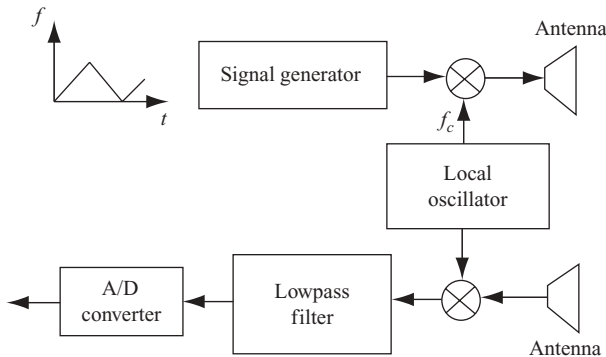 f
t
Signal generator
Antenna
f_c
Local
oscillator
A/D
converter
Lowpass
filter
Antenna